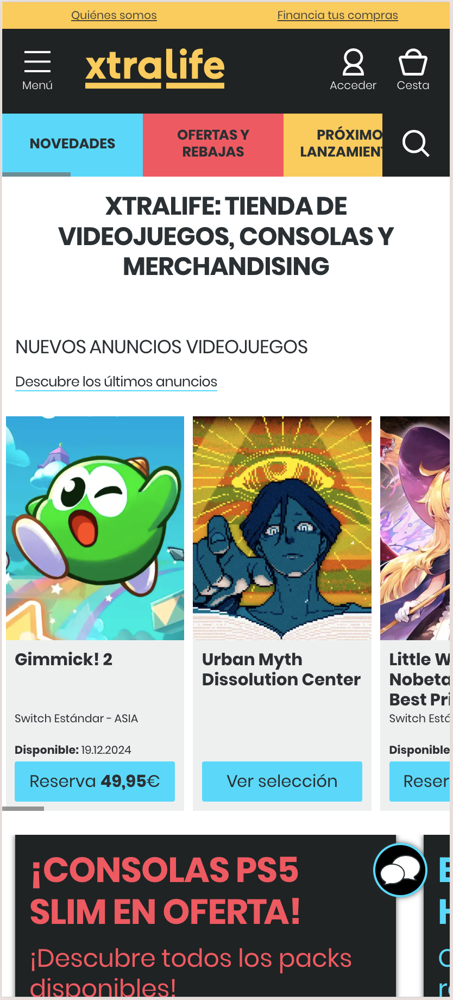 Quiénes somos
Financia tus compras
Menú
xtralife
Acceder
Cesta
NOVEDADES
OFERTAS Y
REBAJAS
PRÓXIMO
LANZAMIEN
XTRALIFE: TIENDA DE
VIDEOJUEGOS, CONSOLAS Y
MERCHANDISING
NUEVOS ANUNCIOS VIDEOJUEGOS
Descubre los últimos anuncios
Gimmick! 2
Switch Estándar - ASIA
Disponible: 19.12.2024
Reserva 49,95€
Urban Myth
Dissolution Center
Ver selección
Little W
Nobeta
Best Pri
Switch Está
Disponible
Reser
¡CONSOLAS PS5
SLIM EN OFERTA!
¡Descubre todos los packs
disponibles!